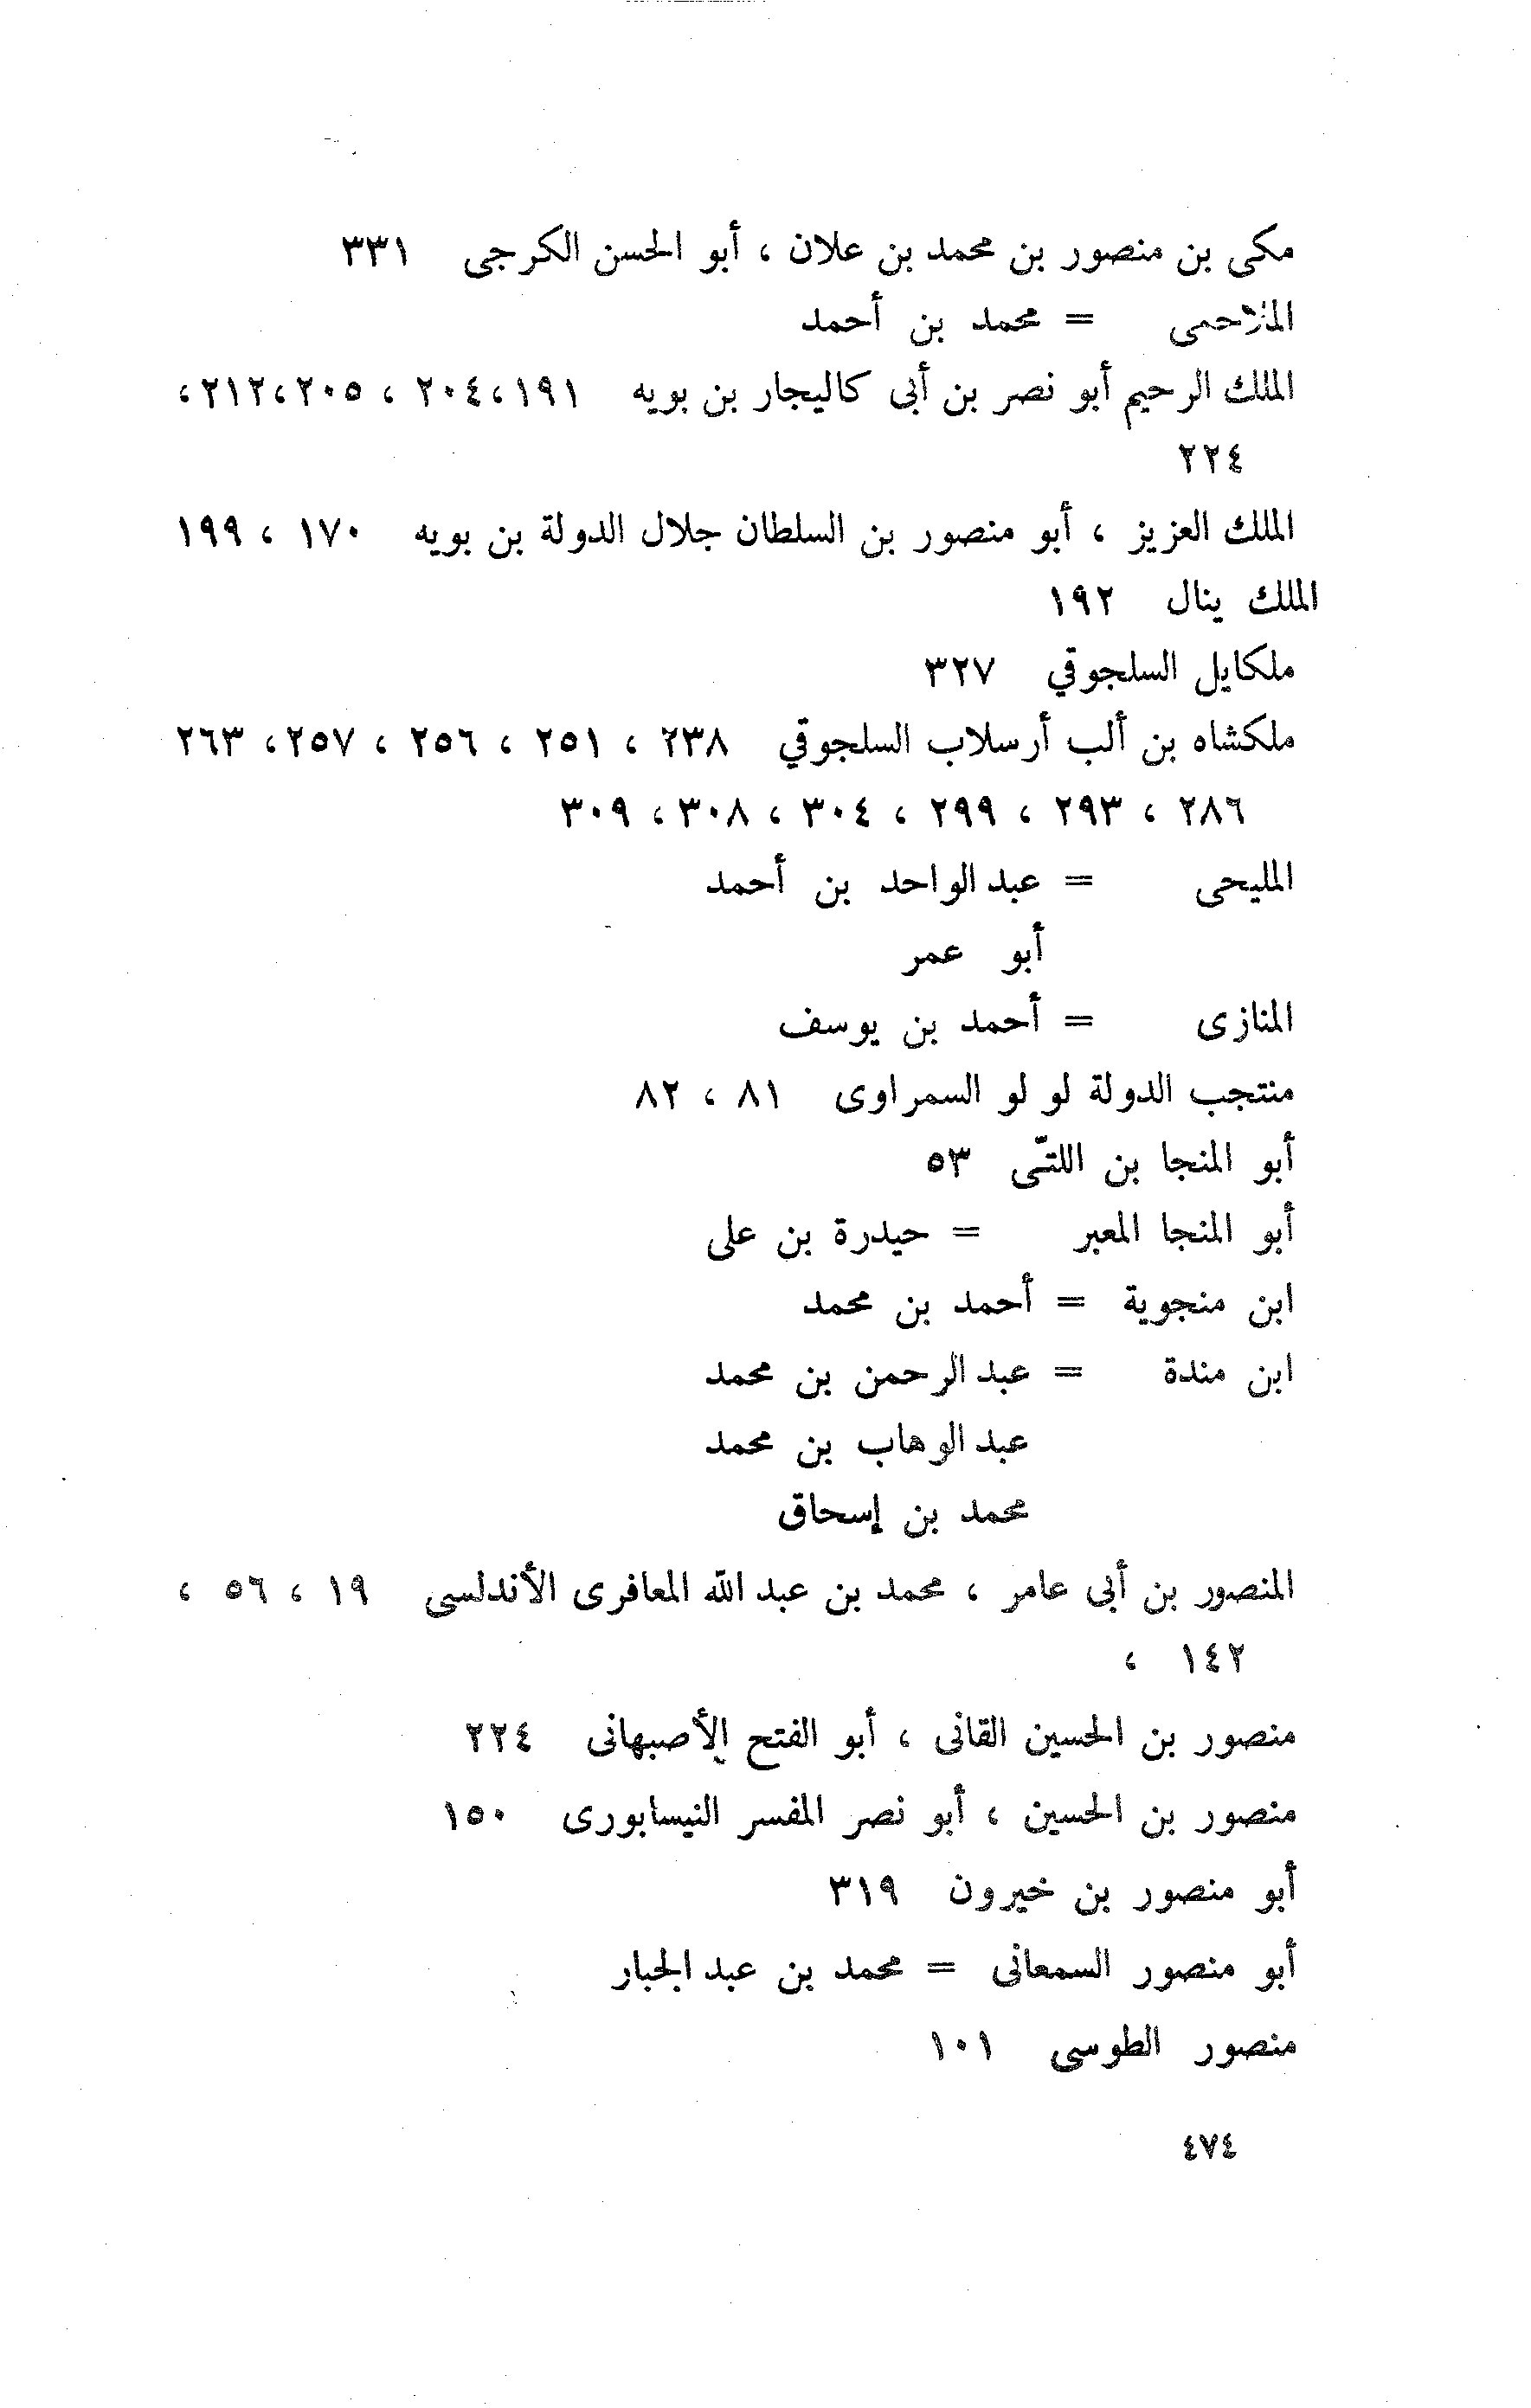 مكى بن منصور بن محمد بن علان ، أبو الحسن الكرجى ٣٣١
الملاحمى = محمد بن أحمد
الملك الرحيم أبو نصر بن أبى كاليجار بن بويه ١٩١،٢٠٤ ، ٢٠٥،٢١٢،
٢٢٤
الملك العزيز ، أبو منصور بن السلطان جلال الدولة بن بويه ١٧٠ ، ١٩٩
الملك ينال ١٩٢
ملكايل السلجوقي ٣٢٧
ملكشاه بن ألب أرسلاب السلجوقي ٢٣٨ ، ٢٥١ ، ٢٥٦ ، ٢٥٧، ٢٦٣
٢٨٦ ، ٢٩٣ ، ٢٩٩ ، ٣٠٤ ، ٣٠٨، ٣٠٩
المليحى = عبد الواحد بن أحمد
أبو عمر
المنازى = أحمد بن يوسف
منتجب الدولة لو لو السمراوى ٨١ ، ٨٢
أبو المنجا بن اللتّى ٥٣
أبو المنجا المعبر = حيدرة بن على
ابن منجوية = أحمد بن محمد
ابن مندة = عبد الرحمن بن محمد
عبد الوهاب بن محمد
محمد بن إسحاق
المنصور بن أبى عامر ، محمد بن عبد الله المعافرى الأندلسى ١٩ ، ٥٦ ،
١٤٢ ،
منصور بن الحسين القانى ، أبو الفتح الأصبهانى ٢٢٤
منصور بن الحسين ، أبو نصر المفسر النيسابورى ١٥٠
أبو منصور بن خيرون ٣١٩
أبو منصور السمعانى = محمد بن عبد الجبار
منصور الطوسى ١٠١
٤٧٤